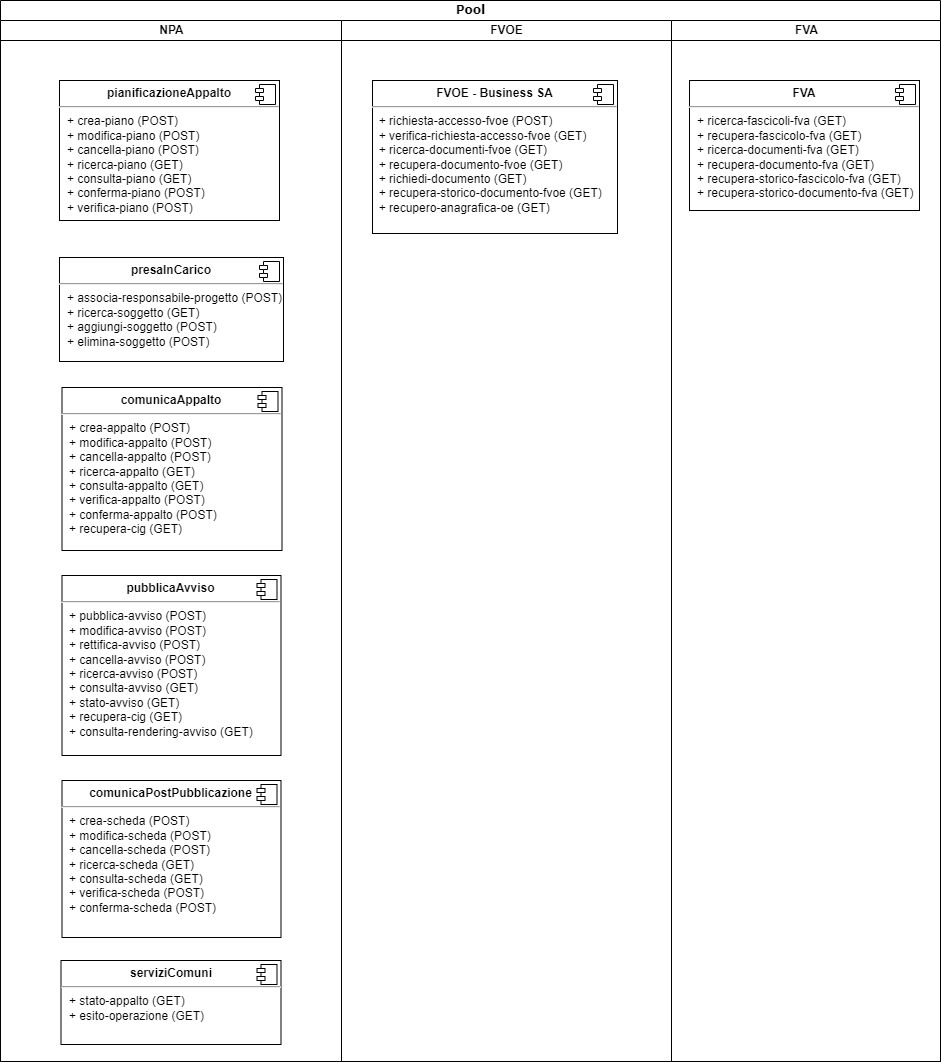 Pool
NPA
FVOE
FVA
pianificazioneAppalto
+ crea-piano (POST)
+ modifica-piano (POST)
+ cancella-piano (POST)
+ ricerca-piano (GET)
+ consulta-piano (GET)
+ conferma-piano (POST)
+ verifica-piano (POST)
presaInCarico
+ associa-responsabile-progetto (POST)
+ ricerca-soggetto (GET)
+ aggiungi-soggetto (POST)
+ elimina-soggetto (POST)
comunicaAppalto
+ crea-appalto (POST)
+ modifica-appalto (POST)
+ cancella-appalto (POST)
+ ricerca-appalto (GET)
+ consulta-appalto (GET)
+ verifica-appalto (POST)
+ conferma-appalto (POST)
+ recupera-cig (GET)
pubblicaAvviso
+ pubblica-avviso (POST)
+ modifica-avviso (POST)
+ rettifica-avviso (POST)
+ cancella-avviso (POST)
+ ricerca-avviso (POST)
+ consulta-avviso (GET)
+ stato-avviso (GET)
+ recupera-cig (GET)
+ consulta-rendering-avviso (GET)
comunicaPostPubblicazione
+ crea-scheda (POST)
+ modifica-scheda (POST)
+ cancella-scheda (POST)
+ ricerca-scheda (GET)
+ consulta-scheda (GET)
+ verifica-scheda (POST)
+ conferma-scheda (POST)
serviziComuni
+ stato-appalto (GET)
+ esito-operazione (GET)
FVOE - Business SA
+ richiesta-accesso-fvoe (POST)
+ verifica-richiesta-accesso-fvoe (GET)
+ ricerca-documenti-fvoe (GET)
+ recupera-documento-fvoe (GET)
+ richiedi-documento (GET)
+ recupera-storico-documento-fvoe (GET)
+ recupero-anagrafica-oe (GET)
FVA
+ ricerca-fascicoli-fva (GET)
+ recupera-fascicolo-fva (GET)
+ ricerca-documenti-fva (GET)
+ recupera-documento-fva (GET)
+ recupera-storico-fascicolo-fva (GET)
+ recupera-storico-documento-fva (GET)